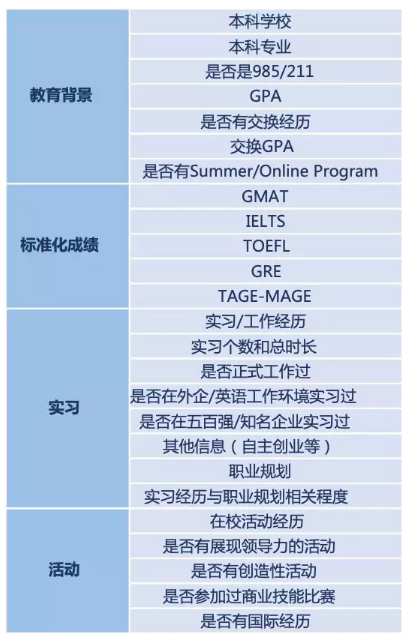 教育背景
本科学校
本科专业
是否是985/211
GPA
是否有交换经历
交换GPA
是否有Summer/Online Program
标准化成绩
GMAT
IELTS
TOEFL
GRE
TAGE-MAGE
实习
实习/工作经历
实习个数和总时长
是否正式工作过
是否在外企/英语工作环境实习过
是否在五百强/知名企业实习过
其他信息（自主创业等）
职业规划
实习经历与职业规划相关程度
活动
在校活动经历
是否有展现领导力的活动
是否有创造性活动
是否参加过商业技能比赛
是否有国际经历